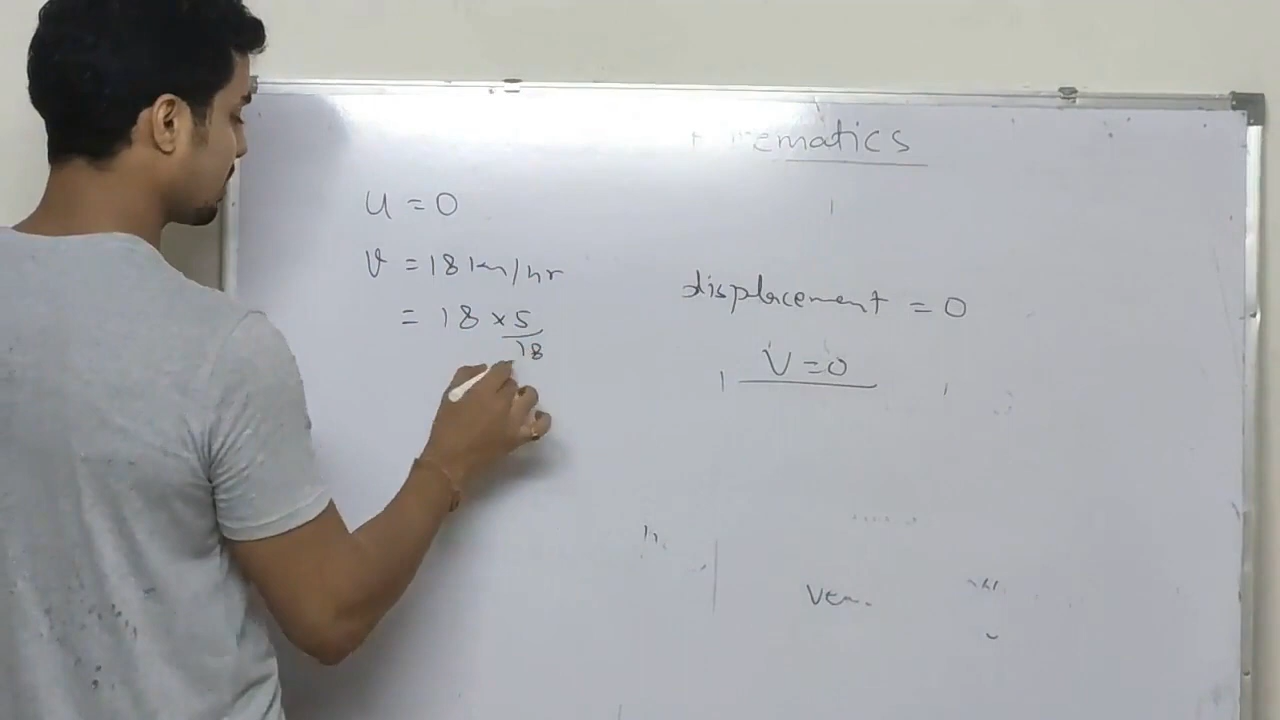 ematics
u = 0
v = 18 km/hr
= 18 × 5/18
displacement = 0
V = 0